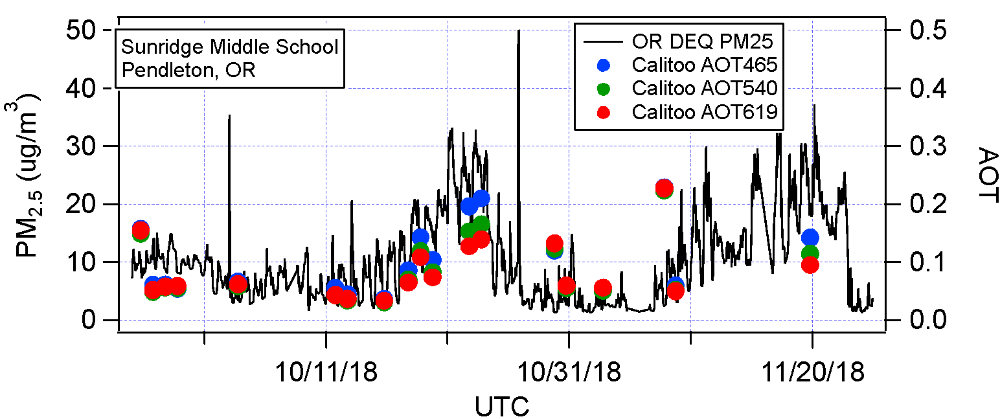 Sunridge Middle School
Pendleton, OR
OR DEQ PM25
Calitoo AOT465
Calitoo AOT540
Calitoo AOT619
PM2.5 (ug/m3)
50
40
30
20
10
0
0.5
0.4
0.3
0.2
0.1
0.0
AOT
10/11/18
10/31/18
11/20/18
UTC